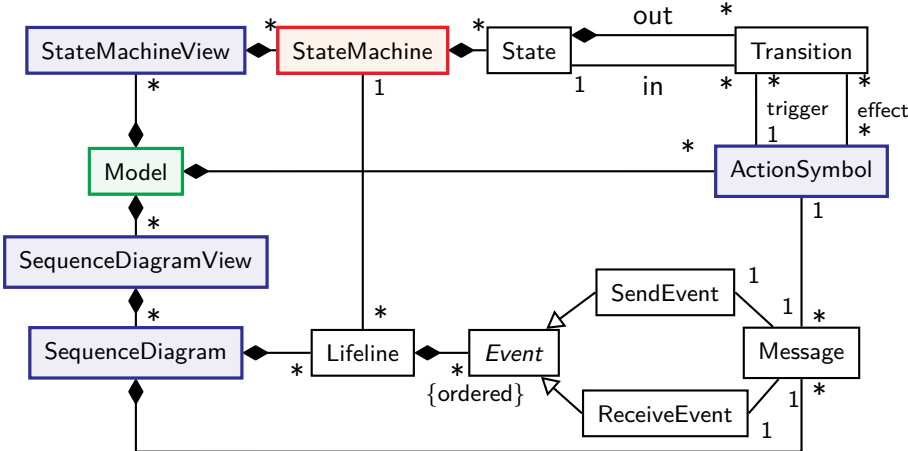 out
*
*
*
StateMachineView
StateMachine
State
Transition
*
1
1
in
*
*
*
trigger
effect
1
*
*
Model
ActionSymbol
*
1
SequenceDiagramView
1
SendEvent
*
*
1
*
SequenceDiagram
Lifeline
Event
Message
*
*
{ordered}
1
*
ReceiveEvent
1